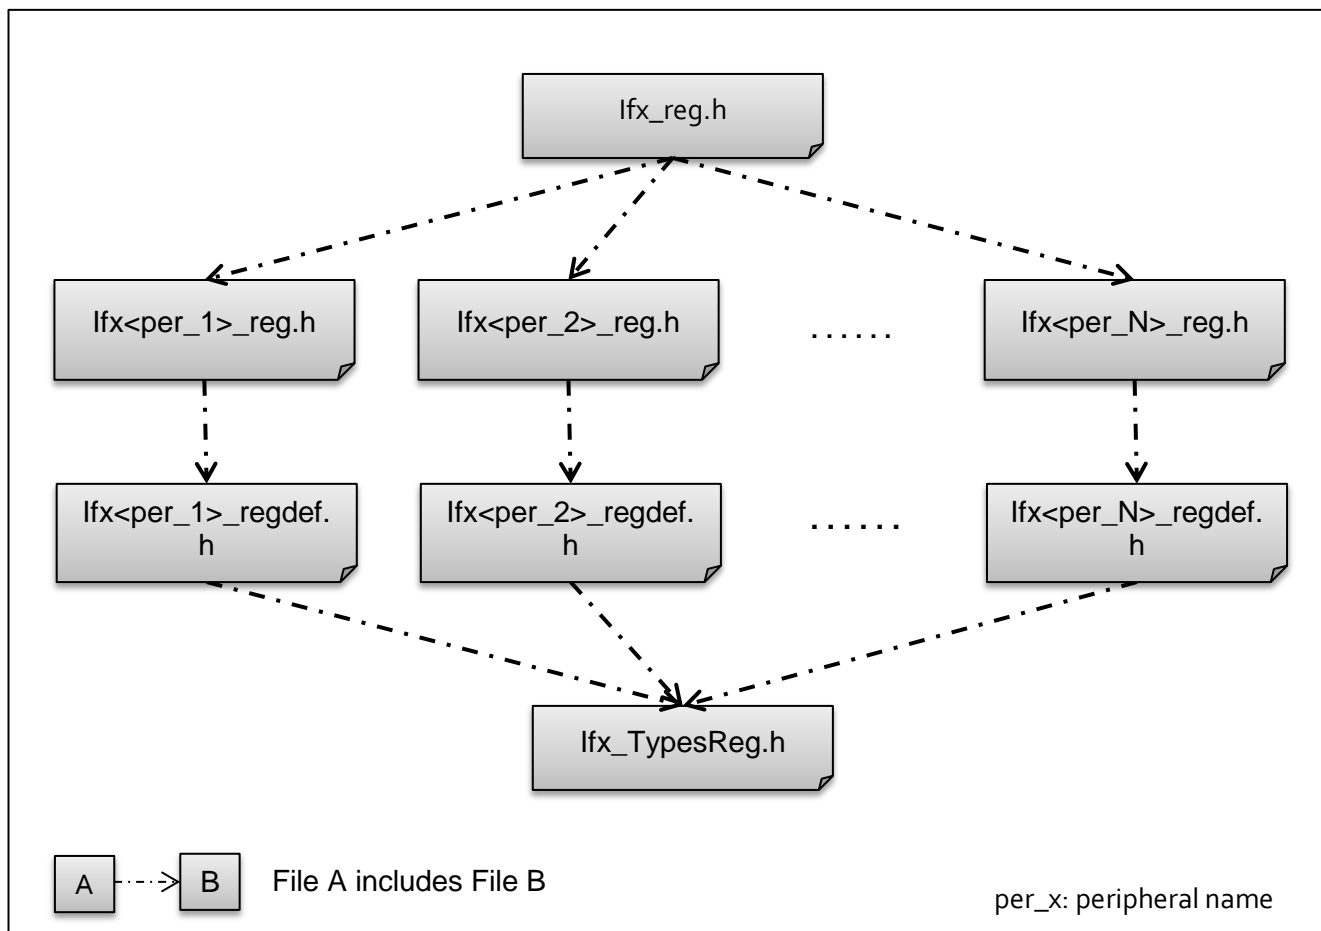 Ifx_reg.h
Ifx<per_1>_reg.h
Ifx<per_2>_reg.h
......
Ifx<per_N>_reg.h
Ifx<per_1>_regdef.
h
Ifx<per_2>_regdef.
h
......
Ifx<per_N>_regdef.
h
Ifx_TypesReg.h
A
B
File A includes File B
per_x: peripheral name